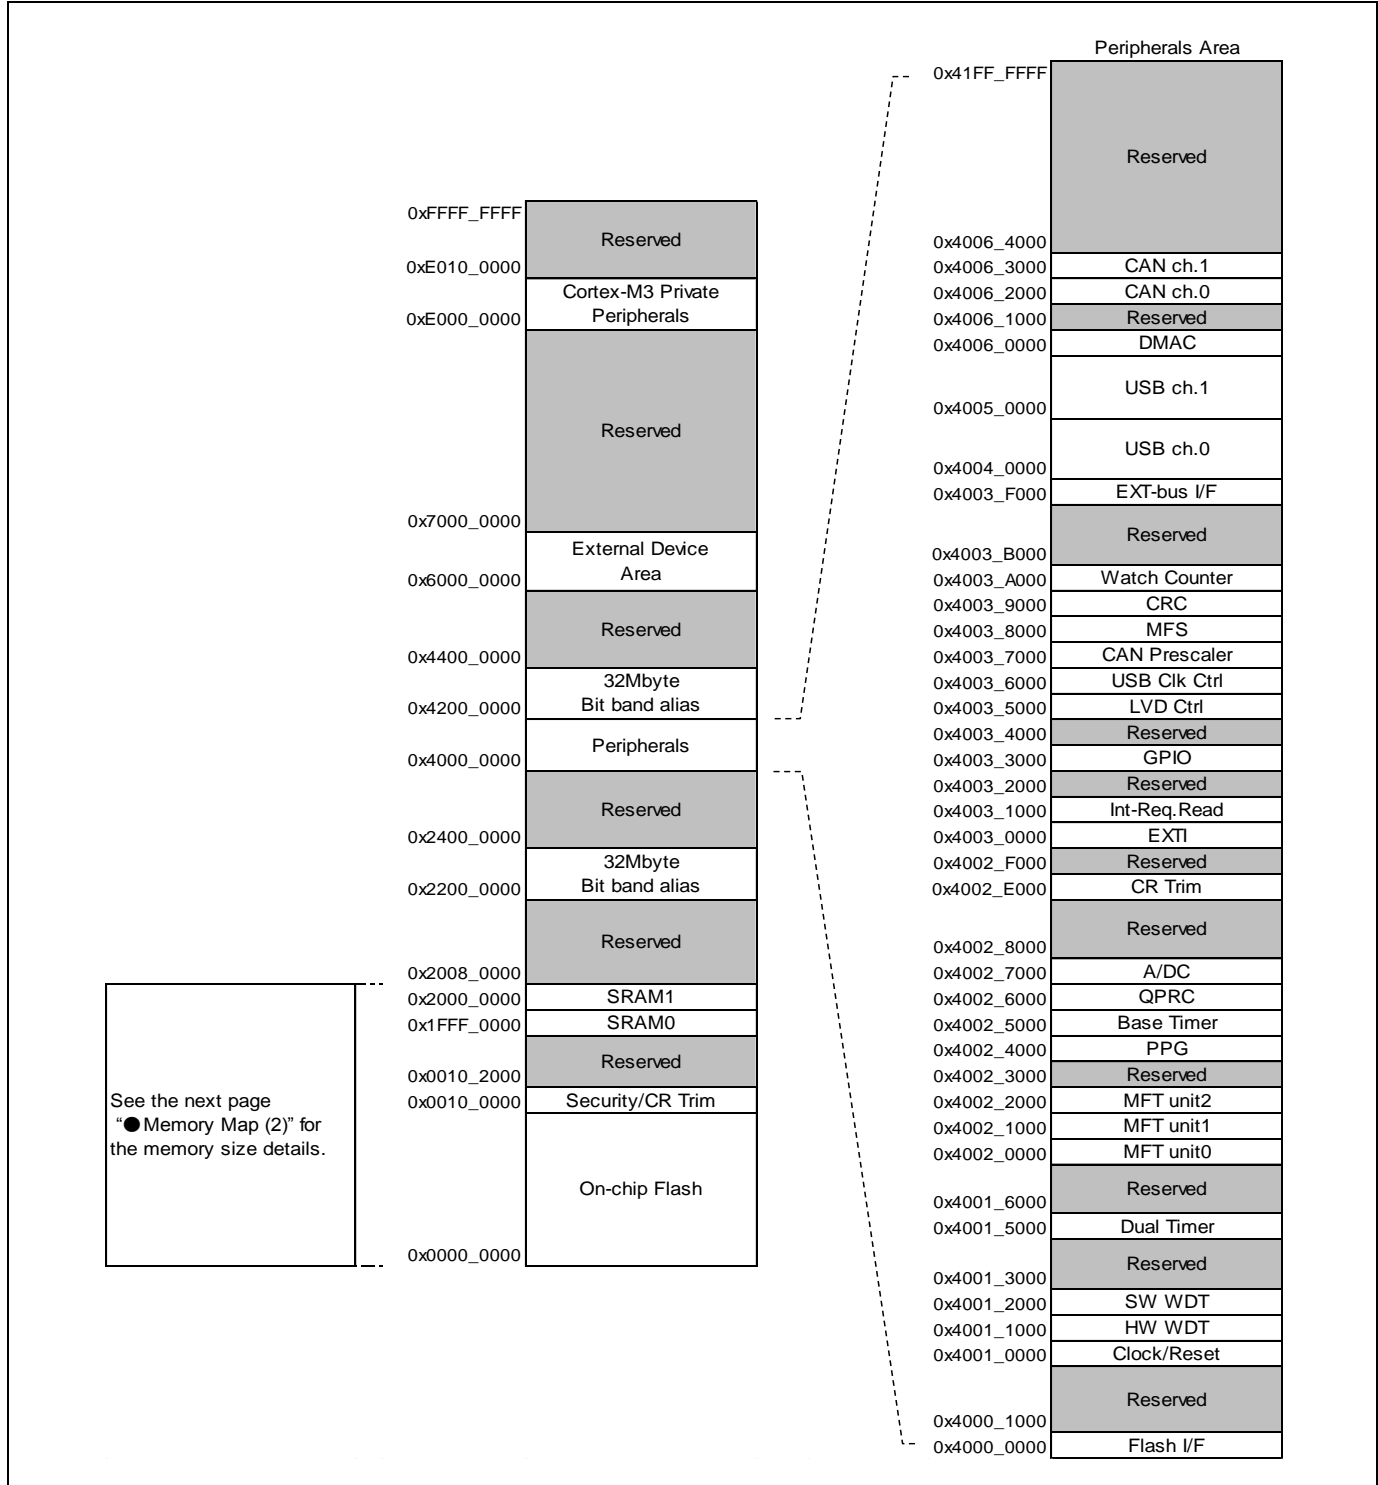 Peripherals Area
0x41FF_FFFF
Reserved
0x4006_4000
0x4006_3000 CAN ch.1
0x4006_2000 CAN ch.0
0x4006_1000 Reserved
0x4006_0000 DMAC
USB ch.1
0x4005_0000
USB ch.0
0x4004_0000
0x4003_F000 EXT-bus I/F
Reserved
0x4003_B000
0x4003_A000 Watch Counter
0x4003_9000 CRC
0x4003_8000 MFS
0x4003_7000 CAN Prescaler
0x4003_6000 USB Clk Ctrl
0x4003_5000 LVD Ctrl
0x4003_4000 Reserved
0x4003_3000 GPIO
0x4003_2000 Reserved
0x4003_1000 Int-Req.Read
0x4003_0000 EXTI
0x4002_F000 Reserved
0x4002_E000 CR Trim
Reserved
0x4002_8000
0x4002_7000 A/DC
0x4002_6000 QPRC
0x4002_5000 Base Timer
0x4002_4000 PPG
0x4002_3000 Reserved
0x4002_2000 MFT unit2
0x4002_1000 MFT unit1
0x4002_0000 MFT unit0
Reserved
0x4001_6000
0x4001_5000 Dual Timer
Reserved
0x4001_3000
0x4001_2000 SW WDT
0x4001_1000 HW WDT
0x4001_0000 Clock/Reset
Reserved
0x4000_1000
0x4000_0000 Flash I/F
0xFFFF_FFFF
Reserved
0xE010_0000
Cortex-M3 Private
0xE000_0000 Peripherals
Reserved
0x7000_0000
External Device
Area
0x6000_0000
Reserved
0x4400_0000
32Mbyte
0x4200_0000 Bit band alias
Peripherals
0x4000_0000
Reserved
0x2400_0000
32Mbyte
0x2200_0000 Bit band alias
Reserved
0x2008_0000
0x2000_0000 SRAM1
0x1FFF_0000 SRAM0
Reserved
0x0010_2000
0x0010_0000 Security/CR Trim
On-chip Flash
0x0000_0000
See the next page
“●Memory Map (2)” for
the memory size details.